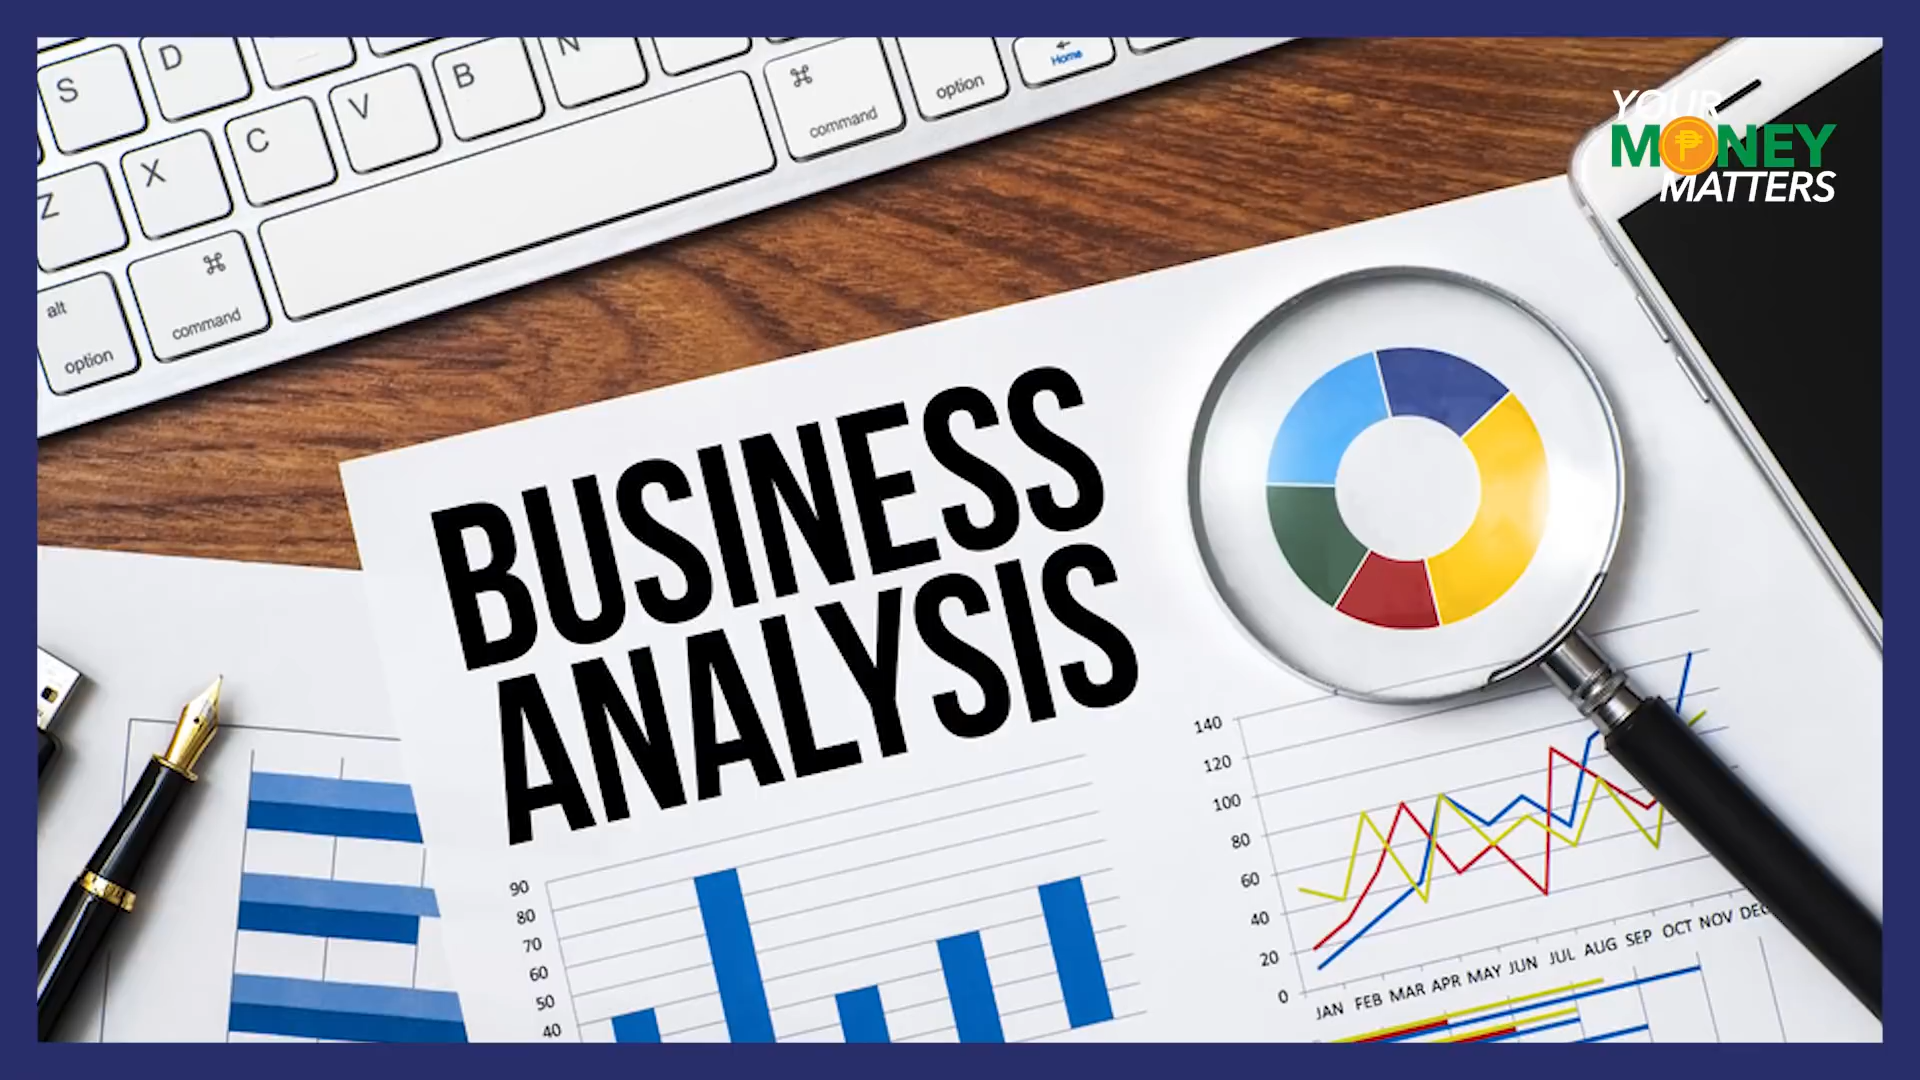 S
D
Z
X
C
V
B
N
alt
option
command
command
option
Home
YOUR
MONEY
MATTERS
BUSINESS
ANALYSIS
90
80
70
60
50
40
140
120
100
80
60
40
20
0
JAN FEB MAR APR MAY JUN JUL AUG SEP OCT NOV DEC